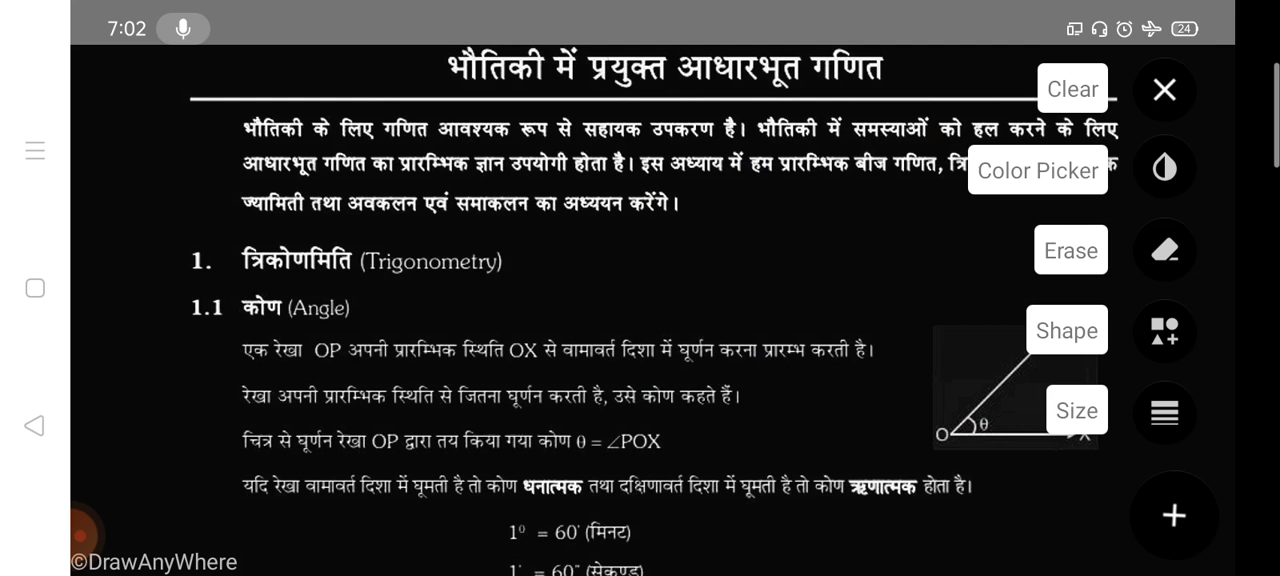 7:02
24
भौतिकी में प्रयुक्त आधारभूत गणित
Clear
भौतिकी के लिए गणित आवश्यक रूप से सहायक उपकरण है। भौतिकी में समस्याओं को हल करने के लिए
आधारभूत गणित का प्रारम्भिक ज्ञान उपयोगी होता है। इस अध्याय में हम प्रारम्भिक बीज गणित,
Color Picker
ज्यामिती तथा अवकलन एवं समाकलन का अध्ययन करेंगे।
1. त्रिकोणमिति (Trigonometry)
Erase
1.1 कोण (Angle)
Shape
एक रेखा OP अपनी प्रारम्भिक स्थिति OX से वामावर्त दिशा में घूर्णन करना प्रारम्भ करती है।
रेखा अपनी प्रारम्भिक स्थिति से जितना घूर्णन करती है, उसे कोण कहते हैं।
Size
O θ
चित्र से घूर्णन रेखा OP द्वारा तय किया गया कोण θ = ∠POX
यदि रेखा वामावर्त दिशा में घूमती है तो कोण धनात्मक तथा दक्षिणावर्त दिशा में घूमती है तो कोण ऋणात्मक होता है।
1⁰ = 60' (मिनट)
1' = 60" (सेकण्ड)
©DrawAnyWhere